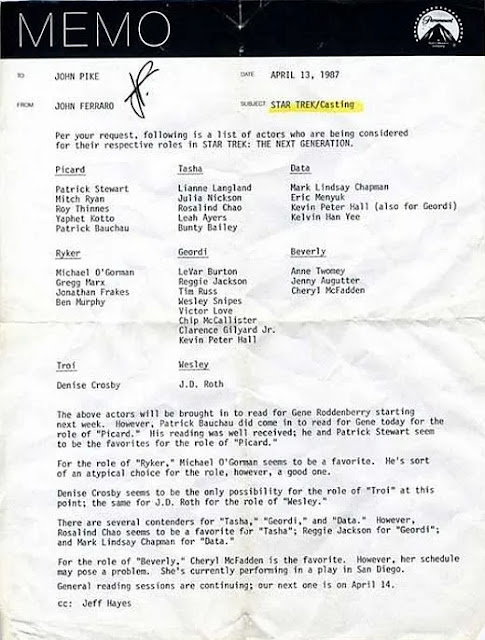 MEMO
Paramount
TO JOHN PIKE DATE APRIL 13, 1987
FROM JOHN FERRARO SUBJECT STAR TREK/Casting
Per your request, following is a list of actors who are being considered
for their respective roles in STAR TREK: THE NEXT GENERATION.
Picard Tasha Data
Patrick Stewart Lianne Langland Mark Lindsay Chapman
Mitch Ryan Julia Nickson Eric Menyuk
Roy Thinnes Rosalind Chao Kevin Peter Hall (also for Geordi)
Yaphet Kotto Leah Ayers Kelvin Han Yee
Patrick Bauchau Bunty Bailey
Ryker Geordi Beverly
Michael O'Gorman LeVar Burton Anne Twomey
Gregg Marx Reggie Jackson Jenny Augutter
Jonathan Frakes Tim Russ Cheryl McFadden
Ben Murphy Wesley Snipes
Victor Love
Chip McCallister
Clarence Gilyard Jr.
Kevin Peter Hall
Troi Wesley
Denise Crosby J.D. Roth
The above actors will be brought in to read for Gene Roddenberry starting
next week. However, Patrick Bauchau did come in to read for Gene today for the
role of "Picard." His reading was well received; he and Patrick Stewart seem
to be the favorites for the role of "Picard."
For the role of "Ryker," Michael O'Gorman seems to be a favorite. He's sort
of an atypical choice for the role, however, a good one.
Denise Crosby seems to be the only possibility for the role of "Troi" at this
point; the same for J.D. Roth for the role of "Wesley."
There are several contenders for "Tasha," "Geordi," and "Data." However,
Rosalind Chao seems to be a favorite for "Tasha"; Reggie Jackson for "Geordi";
and Mark Lindsay Chapman for "Data."
For the role of "Beverly," Cheryl McFadden is the favorite. However, her schedule
may pose a problem. She's currently performing in a play in San Diego.
General reading sessions are continuing; our next one is on April 14.
cc: Jeff Hayes